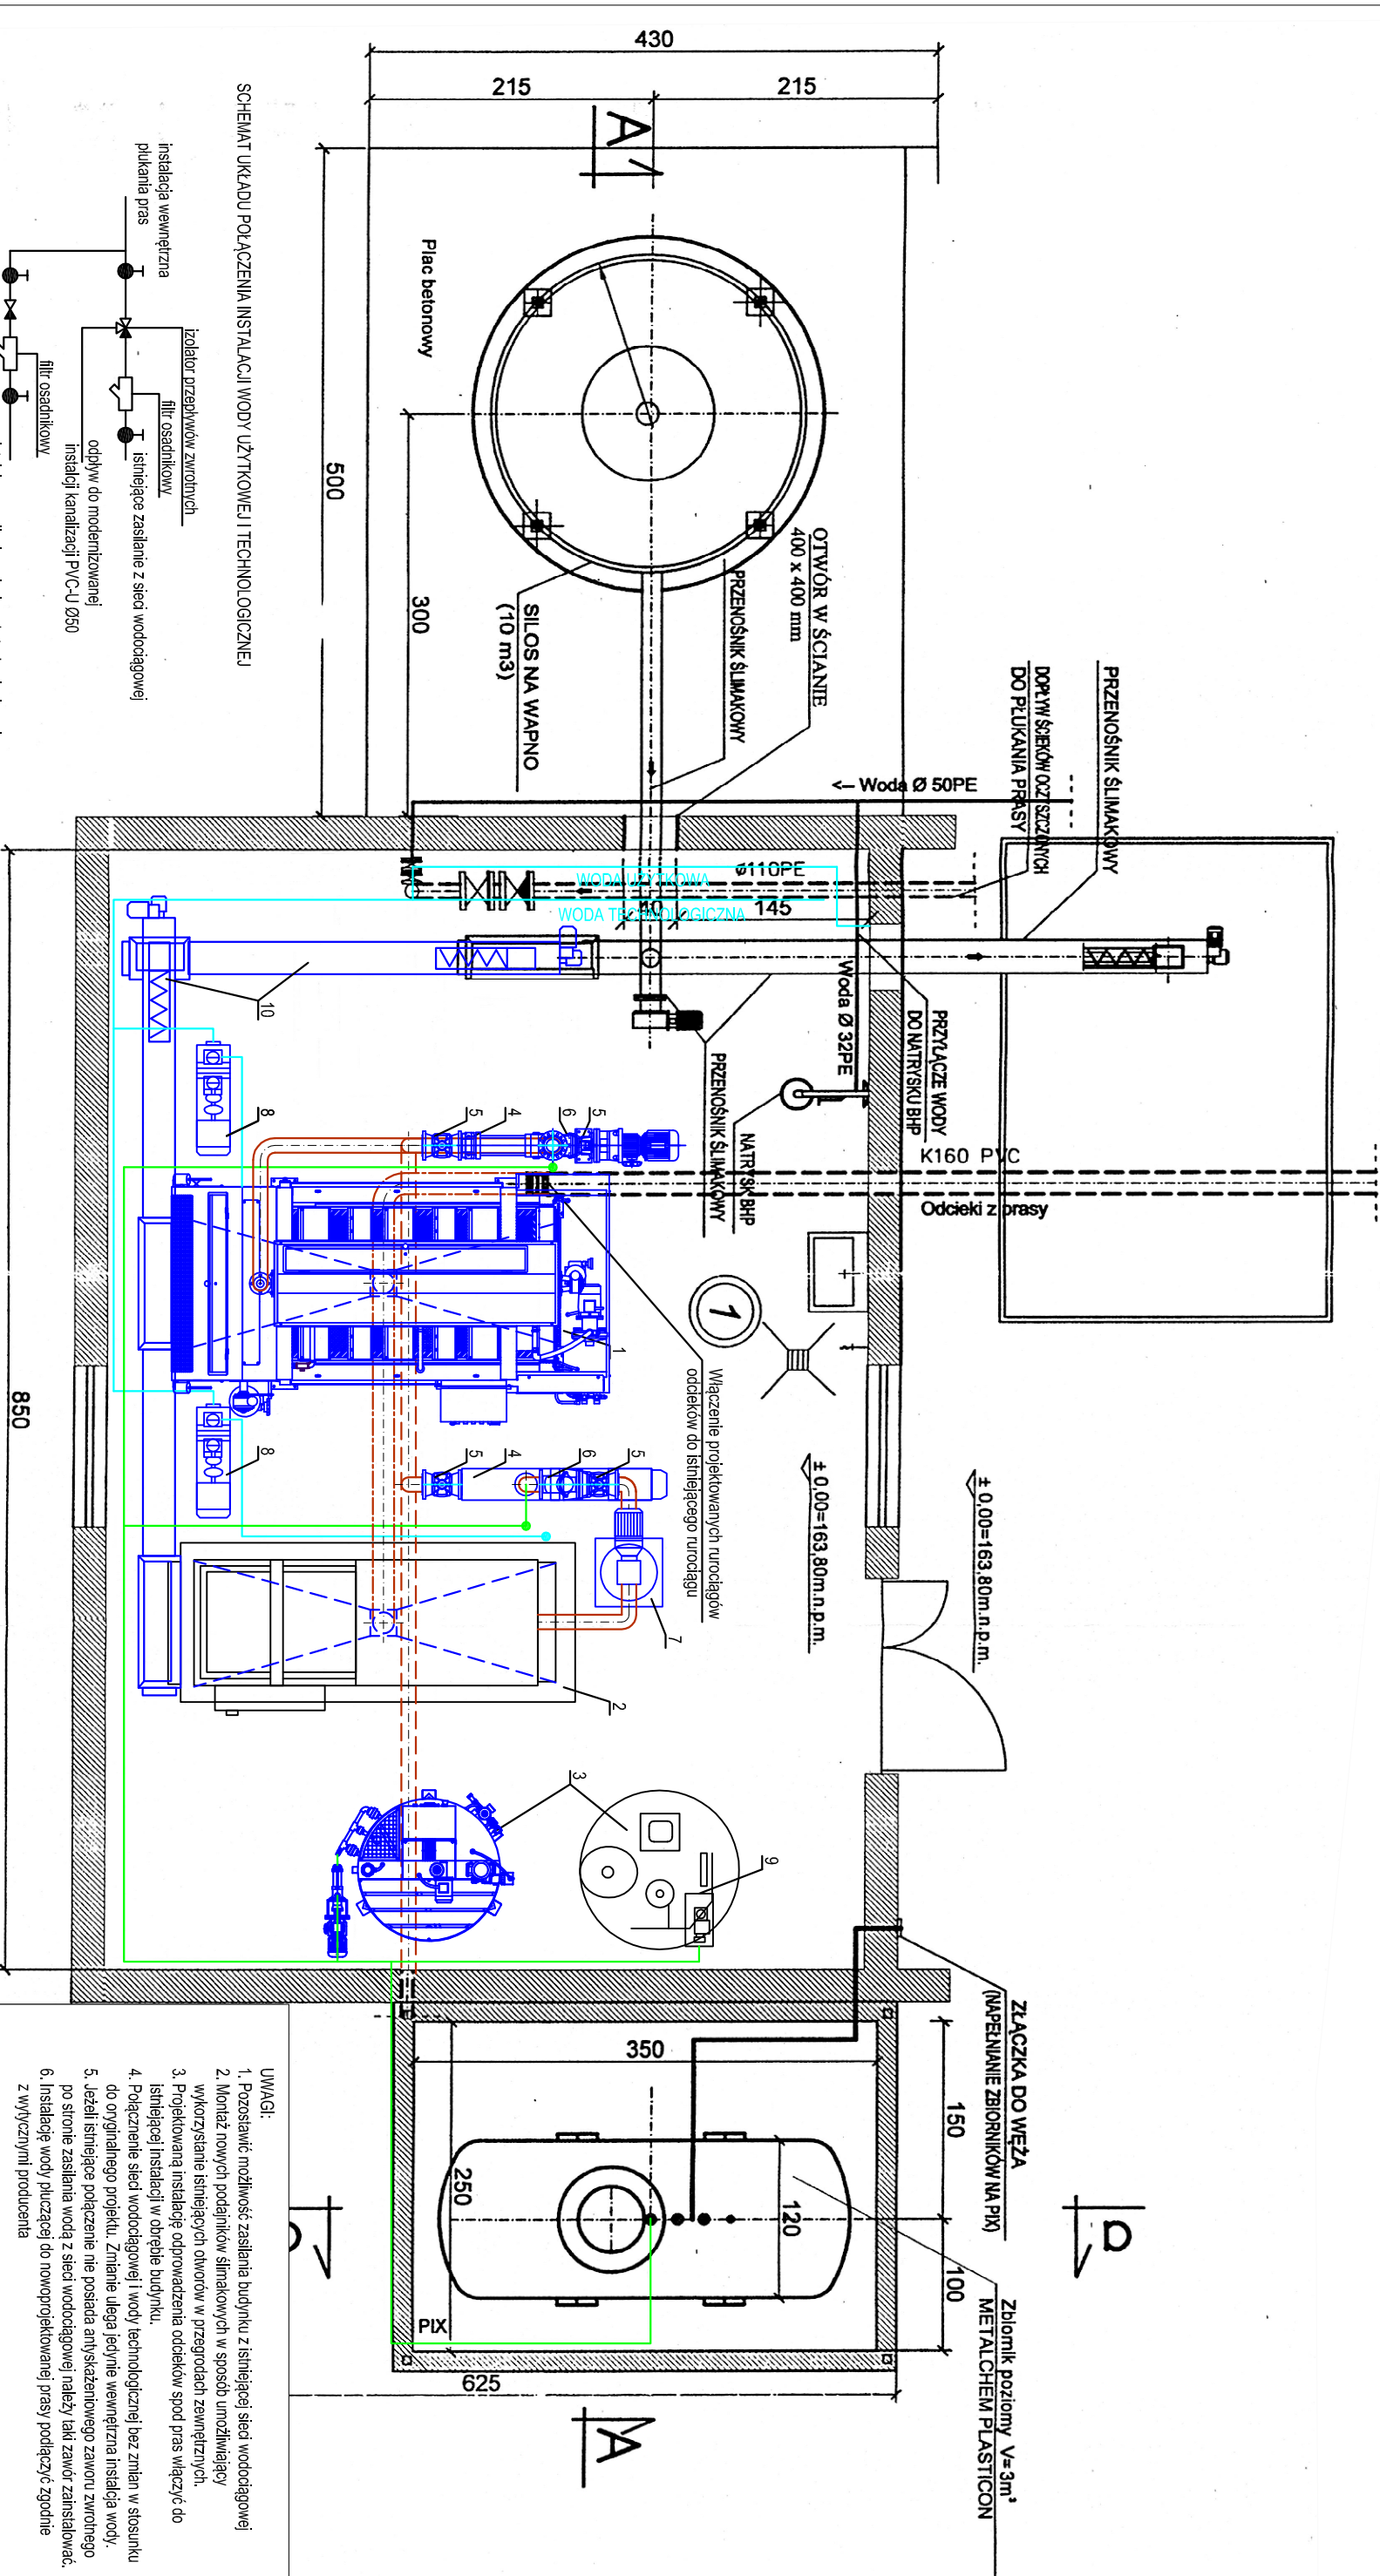 430
215
215
A1
SCHEMAT UKŁADU POŁĄCZENIA INSTALACJI WODY UŻYTKOWEJ I TECHNOLOGICZNEJ
instalacja wewnętrzna
płukania pras
izolator przepływów zwrotnych
filtr osadnikowy
istniejące zasilanie z sieci wodociągowej
odpływ do modernizowanej
instalcji kanalizacji PVC-U Ø50
filtr osadnikowy
Plac betonowy
500
300
SILOS NA WAPNO
(10 m3)
OTWÓR W ŚCIANIE
400 x 400 mm
PRZENOŚNIK ŚLIMAKOWY
PRZENOŚNIK ŚLIMAKOWY
DOPŁYW ŚCIEKÓW OCZYSZCZONYCH
DO PŁUKANIA PRASY
<-- Woda Ø 50PE
ø110PE
WODA UŻYTKOWA
WODA TECHNOLOGICZNA
40
145
Woda Ø 32PE
PRZYŁĄCZE WODY
DO NATRYSKU BHP
PRZENOŚNIK ŚLIMAKOWY
NATRYSK BHP
K160 PVC
Odcieki z prasy
10
8
5
4
6
5
1
1
Włączenie projektowanych rurociągów
odcieków do istniejącego rurociągu
± 0,00=163,80m.n.p.m.
± 0,00=163,80m.n.p.m.
850
8
5
4
6
5
7
2
3
9
ZŁĄCZKA DO WĘŻA
(NAPEŁNIANIE ZBIORNIKÓW NA PIX)
350
150
100
250
120
PIX
625
a
A
Zbiornik poziomy V=3m³
METALCHEM PLASTICON
UWAGI:
1. Pozostawić możliwość zasilania budynku z istniejącej sieci wodociągowej
2. Montaż nowych podajników ślimakowych w sposób umożliwiający
wykorzystanie istniejących otworów w przegrodach zewnętrznych.
3. Projektowaną instalację odprowadzenia odcieków spod pras włączyć do
istniejącej instalacji w obrębie budynku.
4. Połączenie sieci wodociągowej i wody technologicznej bez zmian w stosunku
do oryginalnego projektu. Zmianie ulega jedynie wewnętrzna instalcja wody.
5. Jeżeli istniejące połączenie nie posiada antyskażeniowego zaworu zwrotnego
po stronie zasilania wodą z sieci wodociągowej należy taki zawór zainstalować.
6. Instalację wody płuczącej do nowoprojektowanej prasy podłączyć zgodnie
z wytycznymi producenta